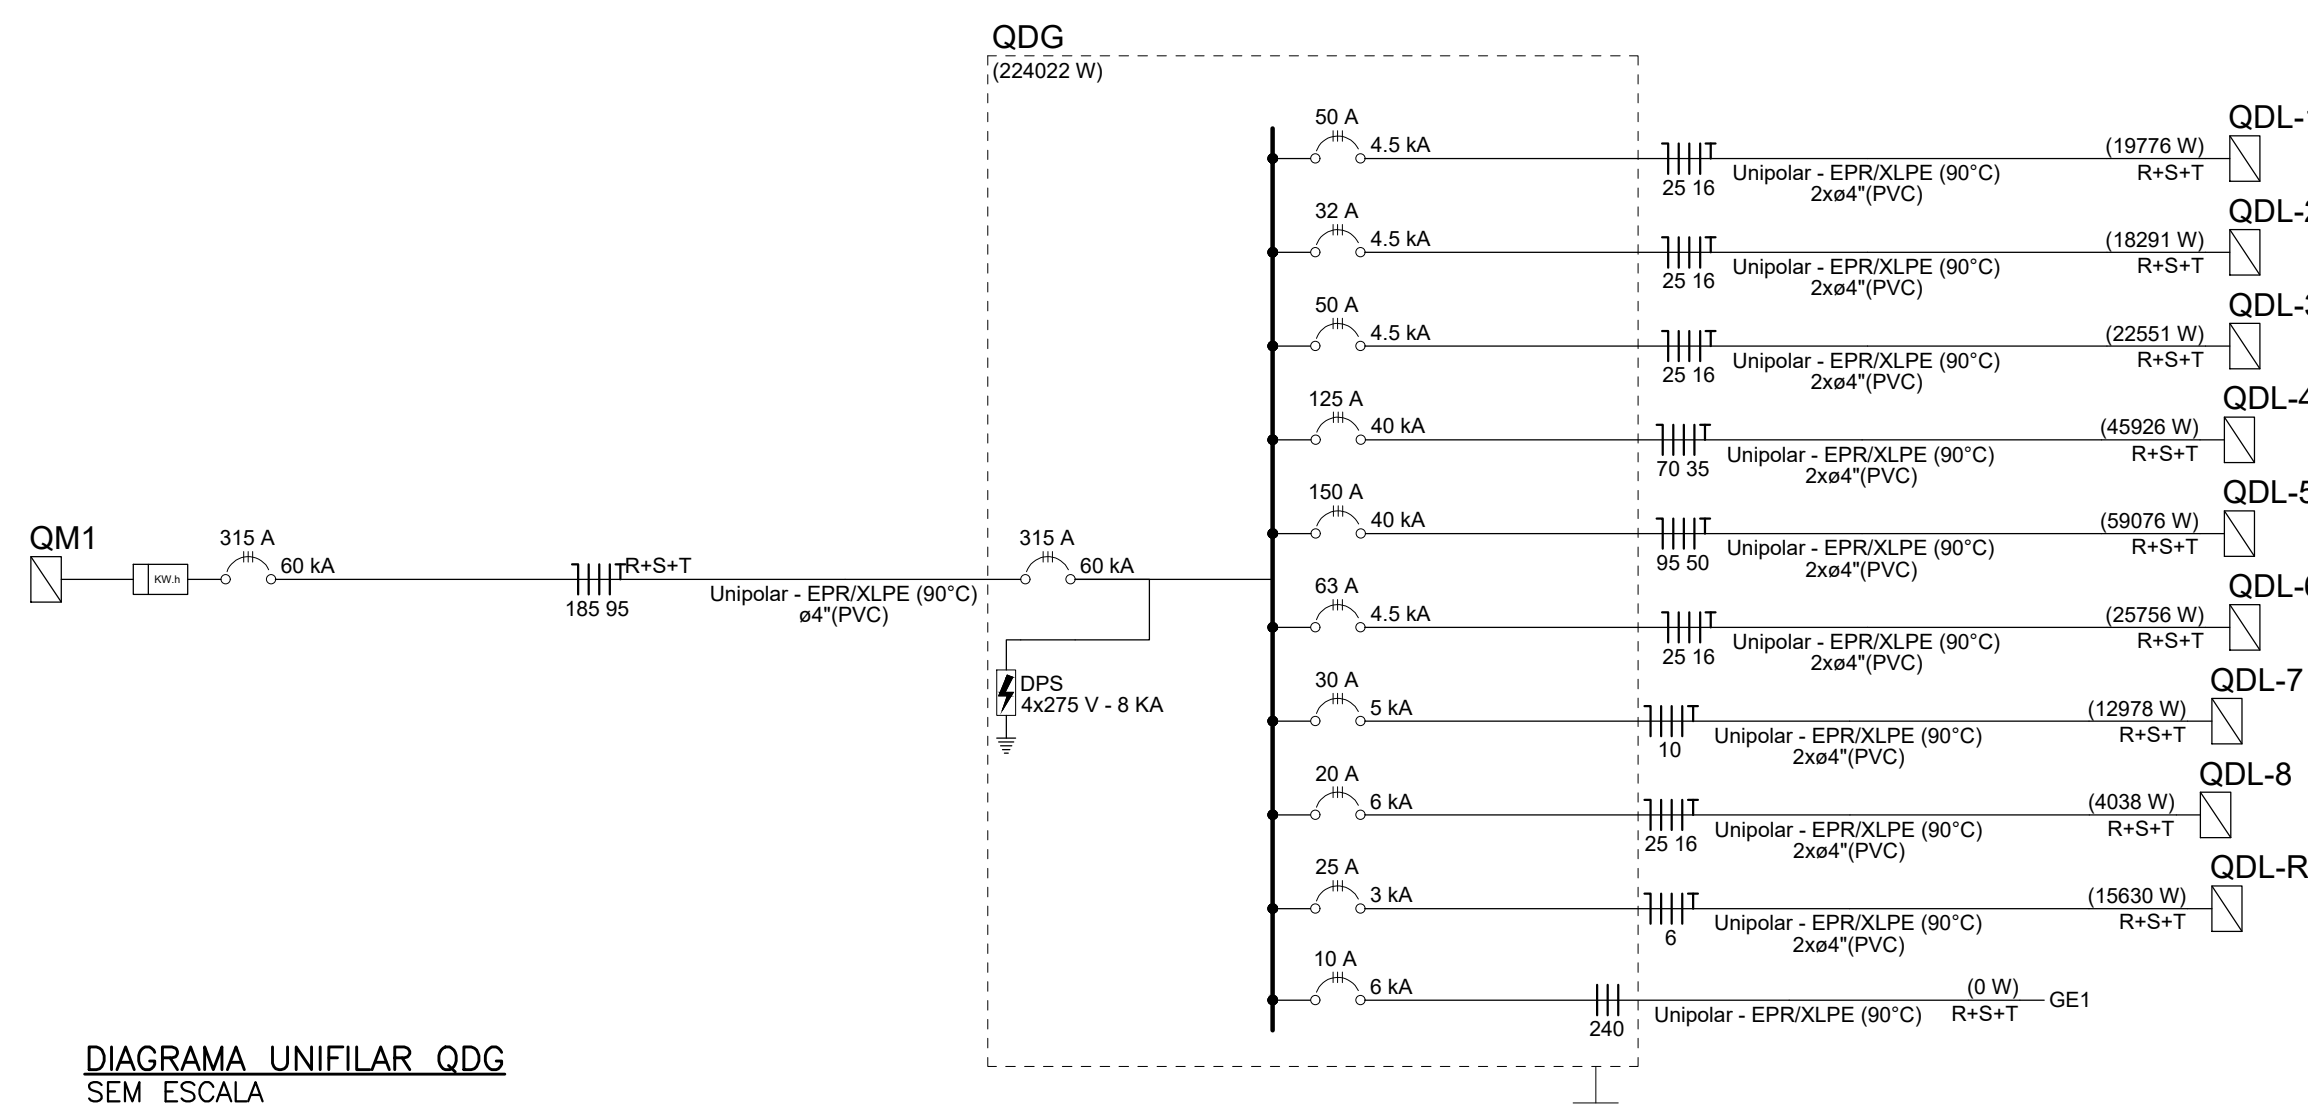 QDG
(224022 W)
50 A
4.5 kA
25 16
Unipolar - EPR/XLPE (90°C)
2xø4"(PVC)
(19776 W)
R+S+T
32 A
4.5 kA
25 16
Unipolar - EPR/XLPE (90°C)
2xø4"(PVC)
(18291 W)
R+S+T
50 A
4.5 kA
25 16
Unipolar - EPR/XLPE (90°C)
2xø4"(PVC)
(22551 W)
R+S+T
125 A
40 kA
70 35
Unipolar - EPR/XLPE (90°C)
2xø4"(PVC)
(45926 W)
R+S+T
150 A
40 kA
95 50
Unipolar - EPR/XLPE (90°C)
2xø4"(PVC)
(59076 W)
R+S+T
QM1
KW.h
315 A
60 kA
R+S+T
185 95
Unipolar - EPR/XLPE (90°C)
ø4"(PVC)
315 A
60 kA
DPS
4x275 V - 8 KA
63 A
4.5 kA
25 16
Unipolar - EPR/XLPE (90°C)
2xø4"(PVC)
(25756 W)
R+S+T
30 A
5 kA
10
Unipolar - EPR/XLPE (90°C)
2xø4"(PVC)
(12978 W)
R+S+T
QDL-7
20 A
6 kA
25 16
Unipolar - EPR/XLPE (90°C)
2xø4"(PVC)
(4038 W)
R+S+T
QDL-8
25 A
3 kA
6
Unipolar - EPR/XLPE (90°C)
2xø4"(PVC)
(15630 W)
R+S+T
QDL-R
10 A
6 kA
240
Unipolar - EPR/XLPE (90°C)
(0 W)
R+S+T
GE1
DIAGRAMA UNIFILAR QDG
SEM ESCALA